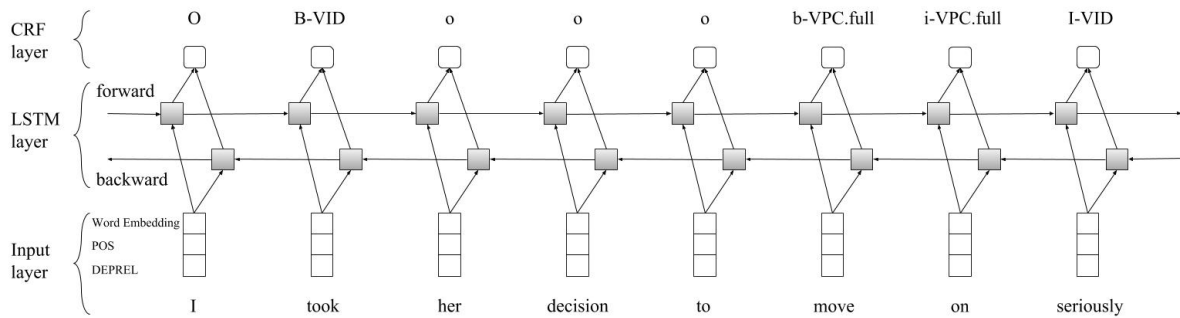 CRF layer
O B-VID o o o b-VPC.full i-VPC.full I-VID
LSTM layer
forward
backward
Input layer
Word Embedding
POS
DEPREL
I took her decision to move on seriously